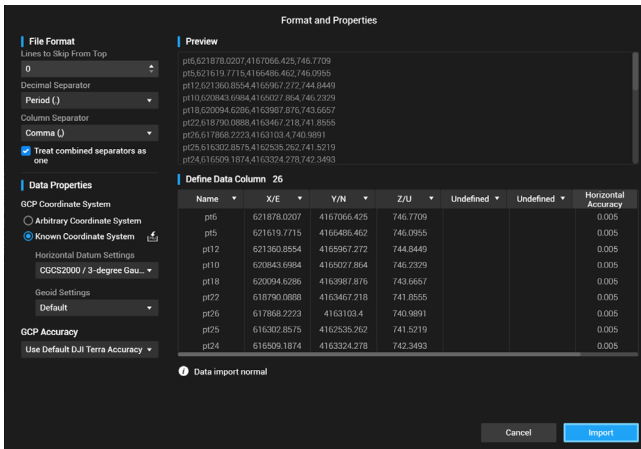 Format and Properties
File Format
Lines to Skip From Top
0
Decimal Separator
Period (.)
Column Separator
Comma (,)
Treat combined separators as
one
Data Properties
GCP Coordinate System
Arbitrary Coordinate System
Known Coordinate System
Horizontal Datum Settings
CGCS2000 / 3-degree Gau...
Geoid Settings
Default
GCP Accuracy
Use Default DJI Terra Accuracy
Preview
pt6,621878.0207,4167066.425,746.7709
pt5,621619.7715,4166486.462,746.0955
pt12,621360.8554,4165967.272,744.8449
pt10,620843.6984,4165027.864,746.2329
pt18,620094.6286,4163987.876,743.6657
pt22,618790.0888,4163467.218,741.8555
pt26,617868.2223,4163103.4,740.9891
pt25,616302.8575,4162535.262,741.5219
pt24,616509.1874,4163324.278,742.3493
Define Data Column 26
Name X/E Y/N Z/U Undefined Undefined Horizontal Accuracy
pt6 621878.0207 4167066.425 746.7709 0.005
pt5 621619.7715 4166486.462 746.0955 0.005
pt12 621360.8554 4165967.272 744.8449 0.005
pt10 620843.6984 4165027.864 746.2329 0.005
pt18 620094.6286 4163987.876 743.6657 0.005
pt22 618790.0888 4163467.218 741.8555 0.005
pt26 617868.2223 4163103.4 740.9891 0.005
pt25 616302.8575 4162535.262 741.5219 0.005
pt24 616509.1874 4163324.278 742.3493 0.005
Data import normal
Cancel Import